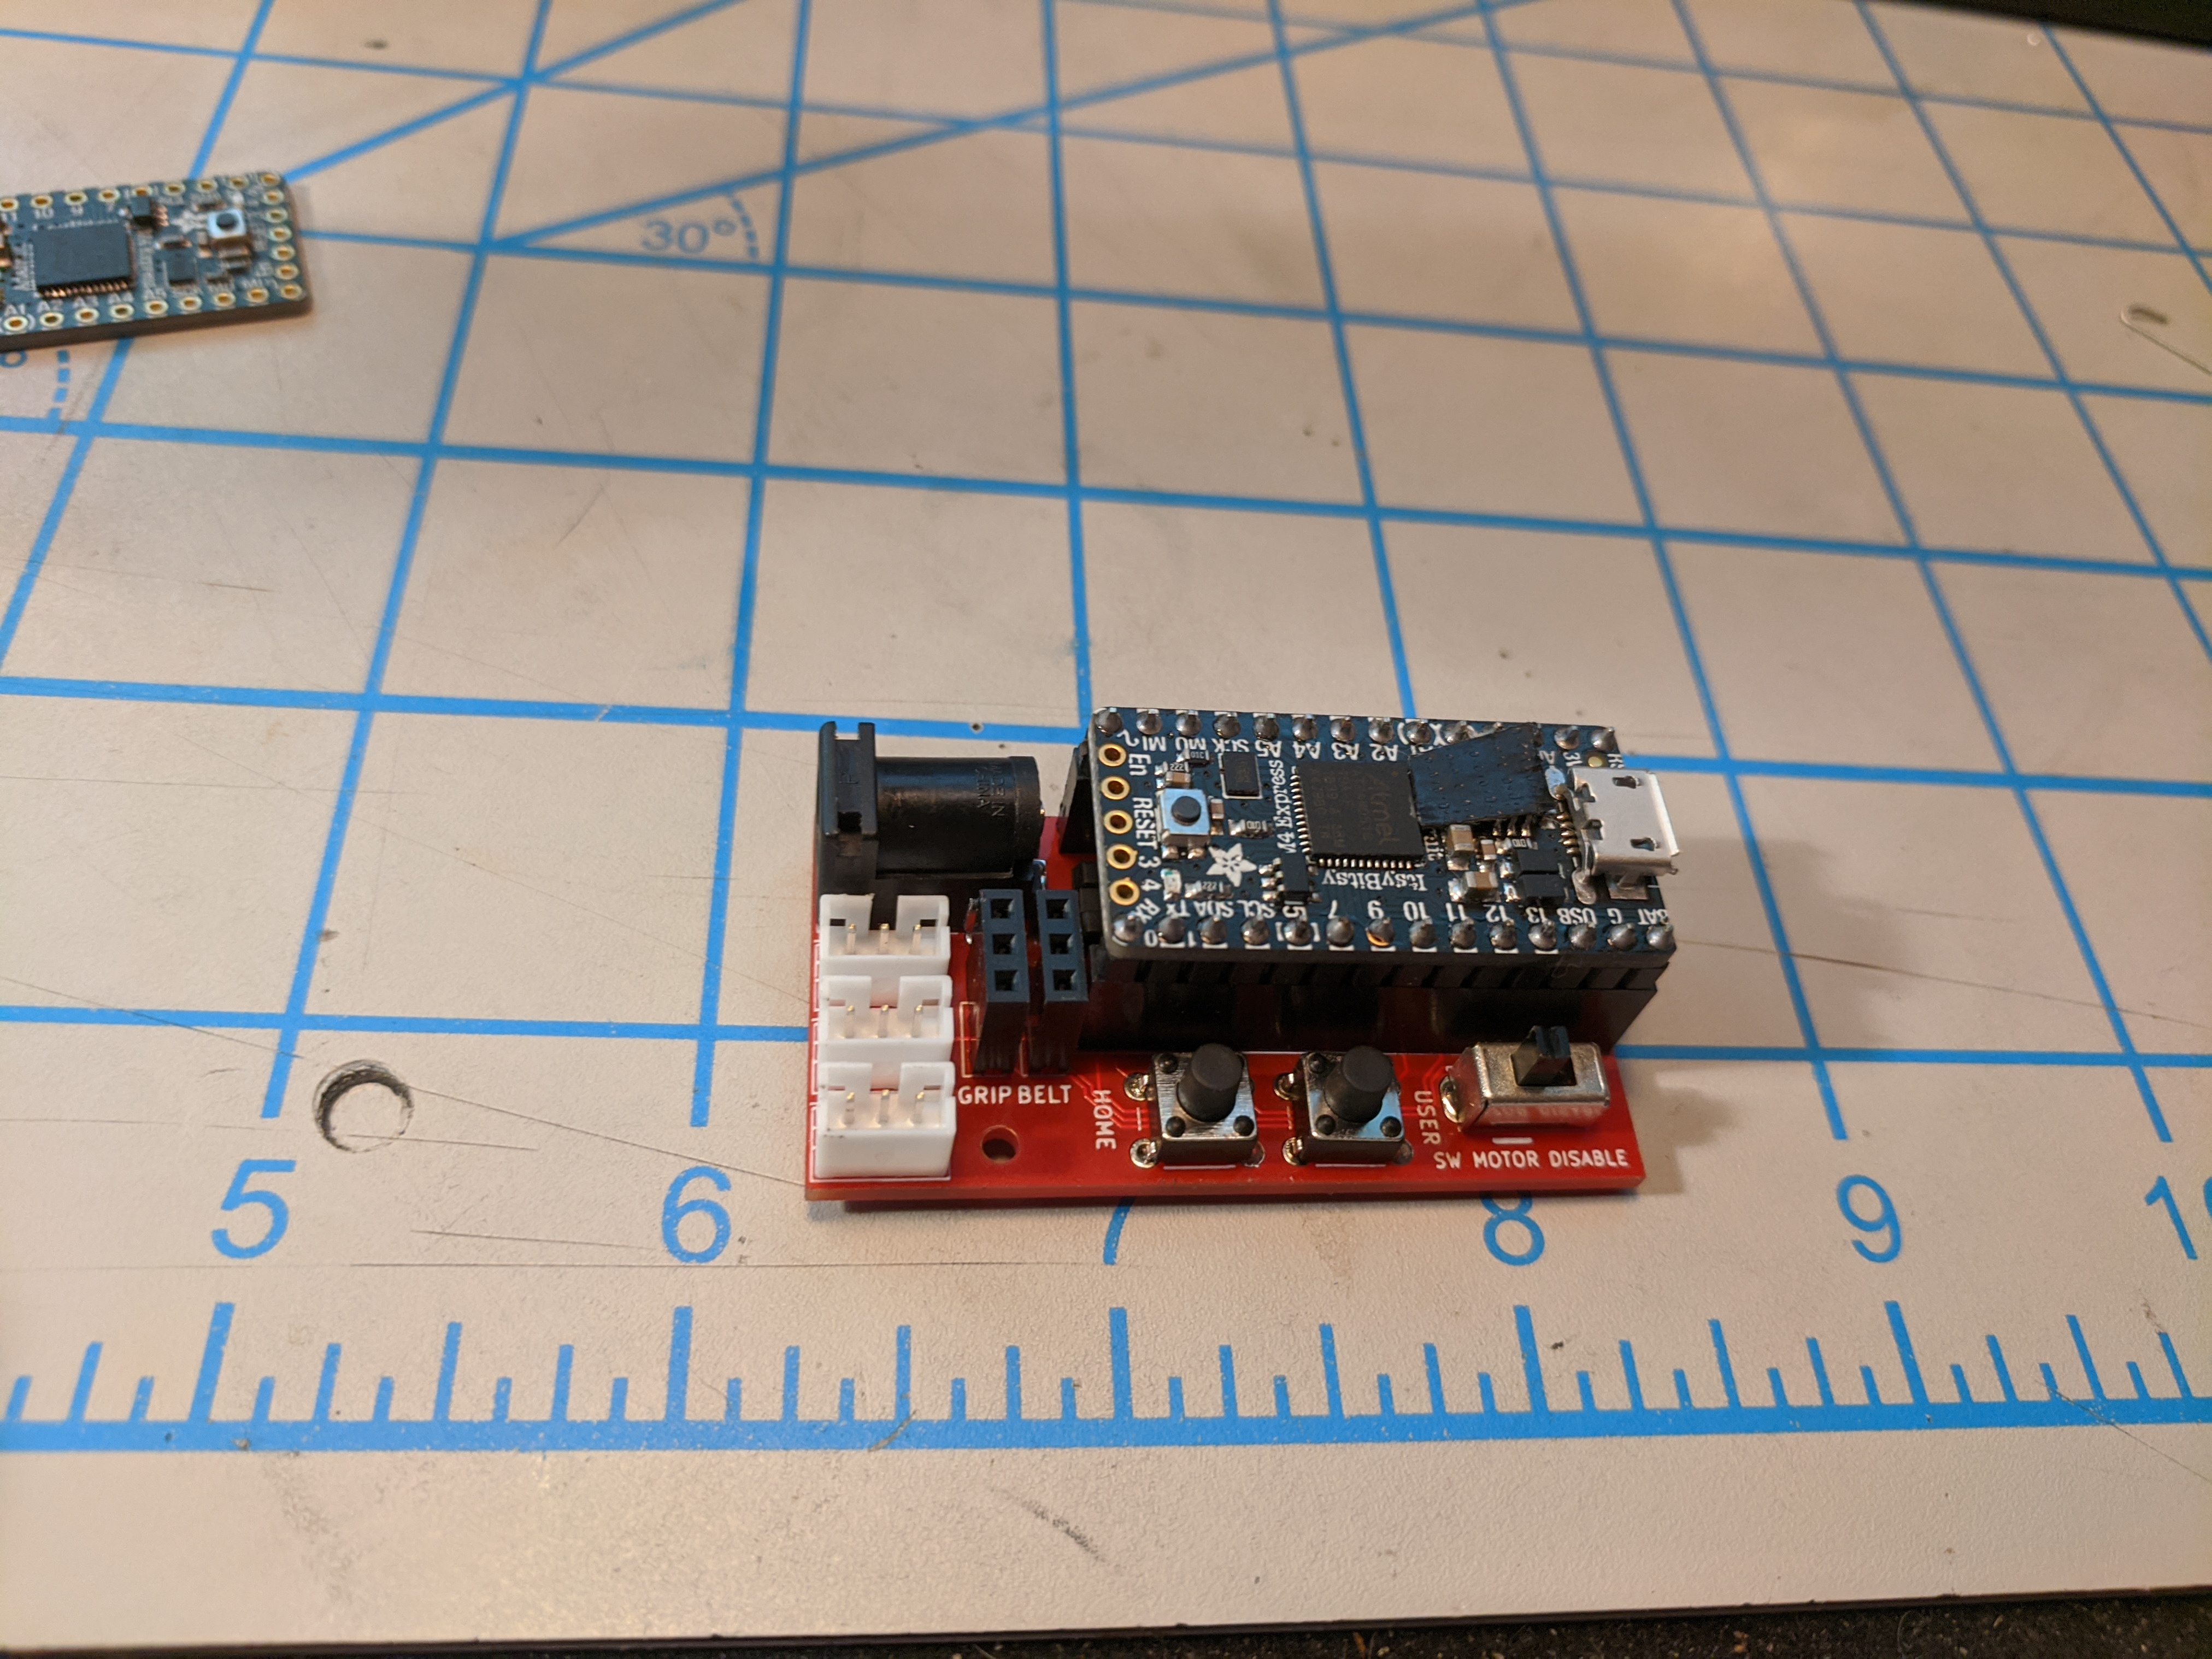 30°
MI MO SCK A5 A4 A3 A2
En
RESET 3 4
M4 Express
Atmel
ItsyBitsy
SDA TX SCL 5 7 9 10 11 12 13 USB G BAT
GRIP BELT
HOME
USER
SW MOTOR DISABLE
5 6 7 8 9 10